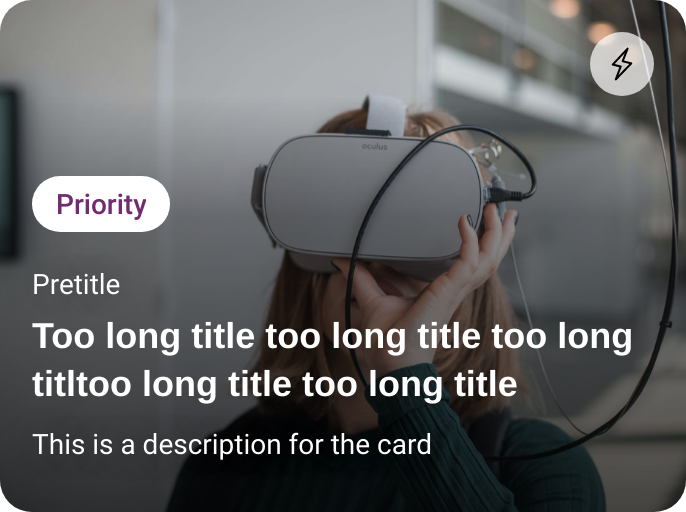 oculus
Priority
Pretitle
Too long title too long title too long
titltoo long title too long title
This is a description for the card